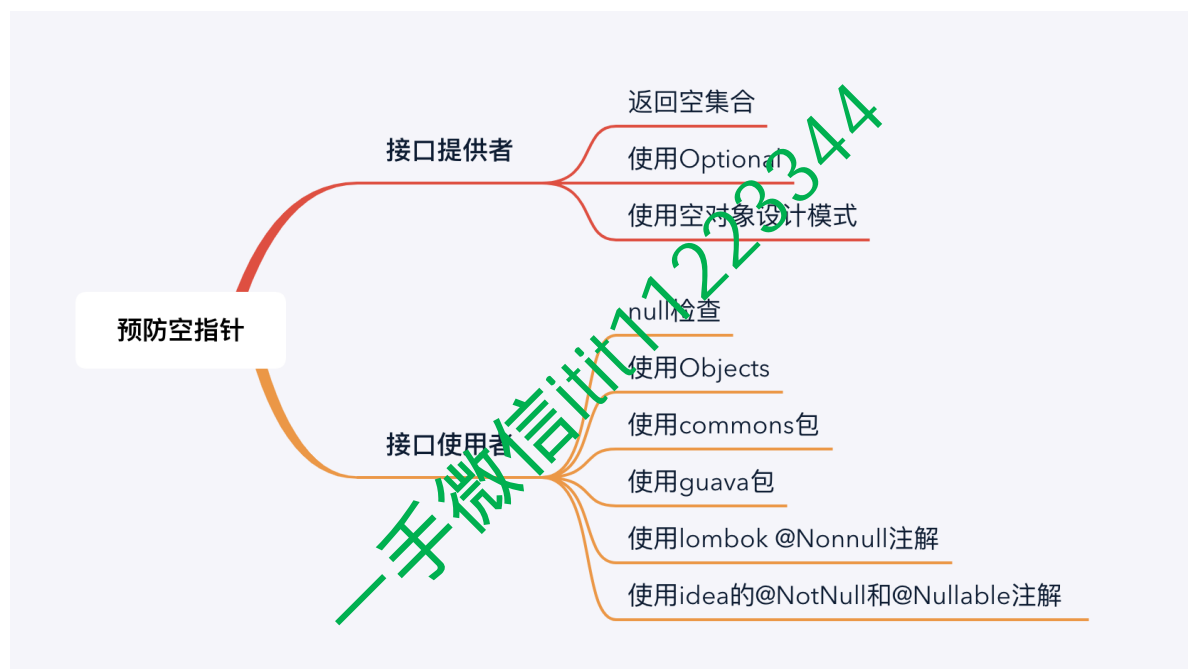 返回空集合
接口提供者
使用Optional
使用空对象设计模式
预防空指针
null检查
使用Objects
使用commons包
接口使用者
使用guava包
使用lombok @Nonnull注解
使用idea的@NotNull和@Nullable注解
一手微信itit11223344